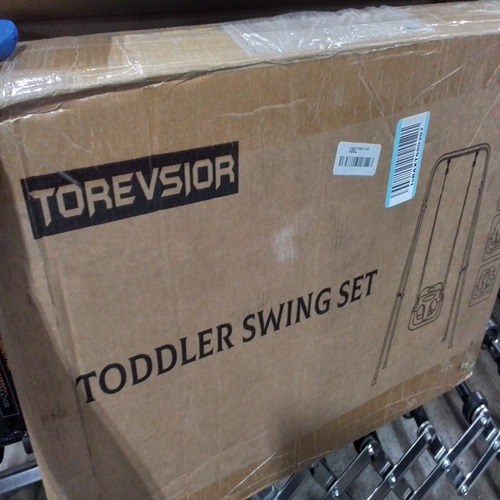 TOREVSIOR
TODDLER SWING SET